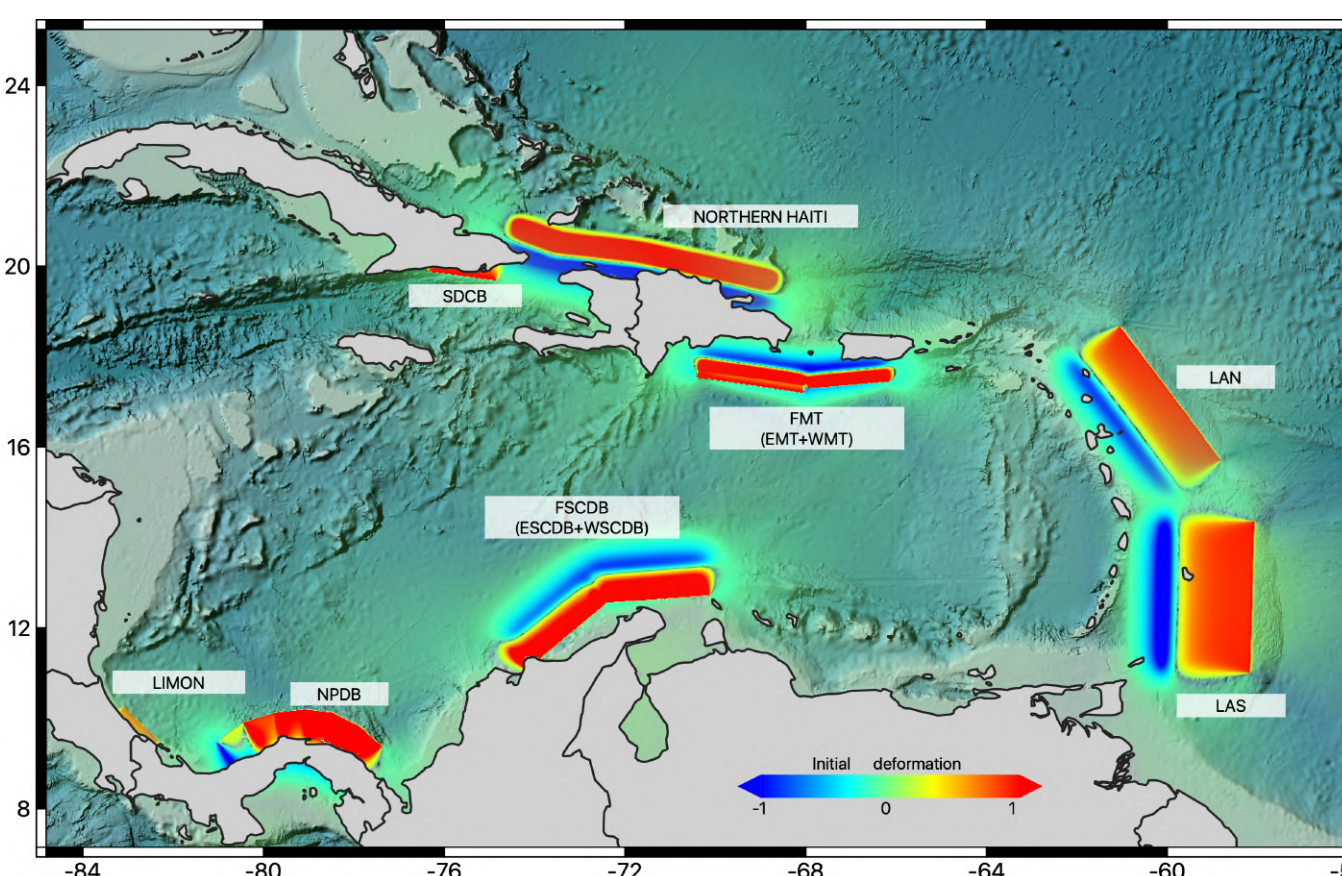 24
20
16
12
8
NORTHERN HAITI
SDCB
LAN
FMT
(EMT+WMT)
FSCDB
(ESCDB+WSCDB)
LIMON
NPDB
LAS
Initial deformation
-1 0 1
-84 -80 -76 -72 -68 -64 -60